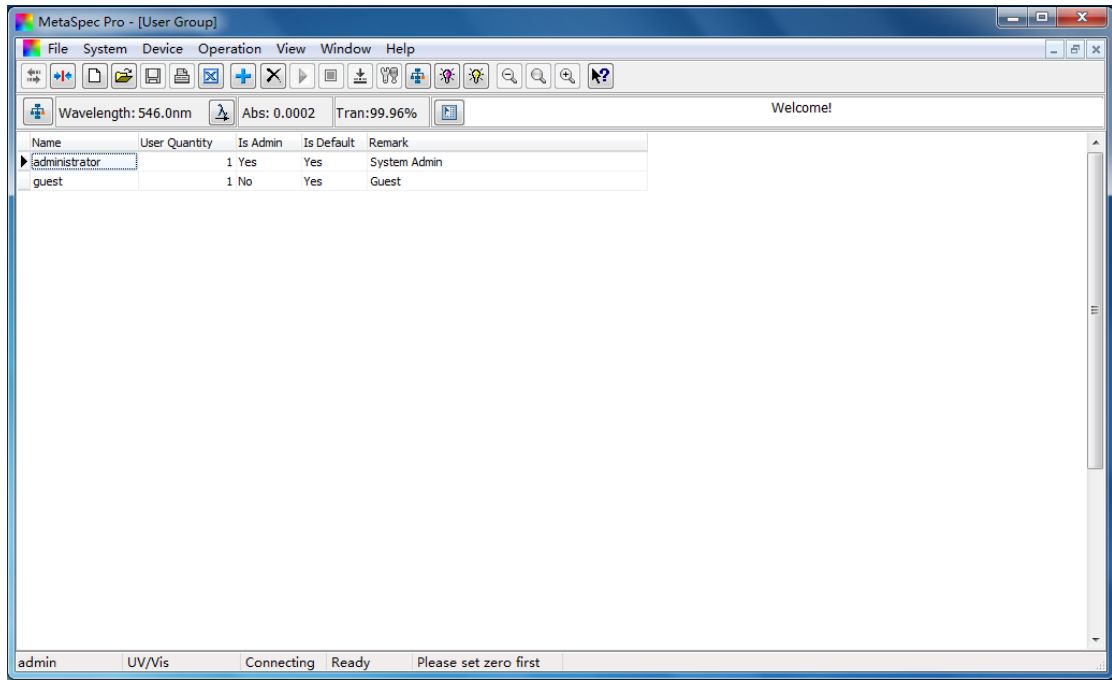 MetaSpec Pro - [User Group]
File System Device Operation View Window Help
Wavelength: 546.0nm λ Abs: 0.0002 Tran:99.96% Welcome!
Name User Quantity Is Admin Is Default Remark
administrator 1 Yes Yes System Admin
guest 1 No Yes Guest
admin UV/Vis Connecting Ready Please set zero first